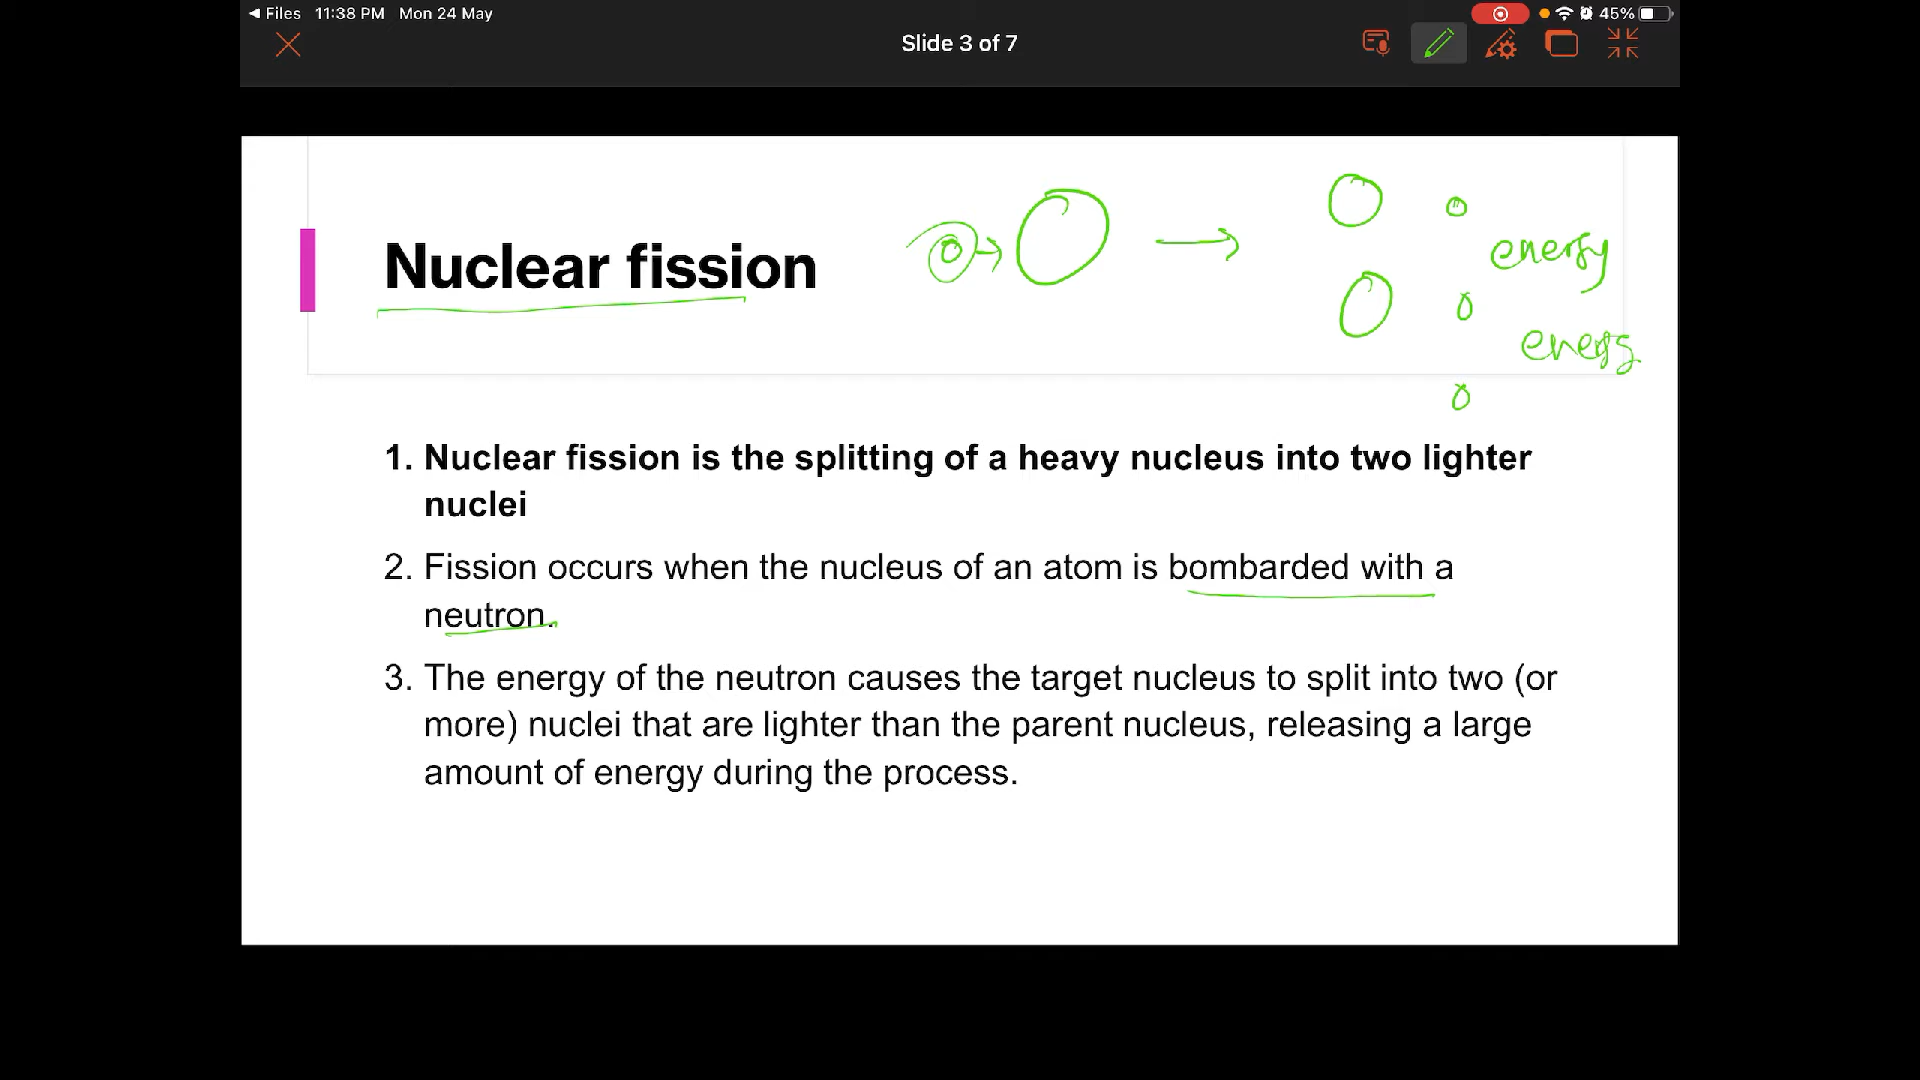 Files 11:38 PM Mon 24 May
45%
Slide 3 of 7
Nuclear fission
energy
energy
1. Nuclear fission is the splitting of a heavy nucleus into two lighter
nuclei
2. Fission occurs when the nucleus of an atom is bombarded with a
neutron.
3. The energy of the neutron causes the target nucleus to split into two (or
more) nuclei that are lighter than the parent nucleus, releasing a large
amount of energy during the process.